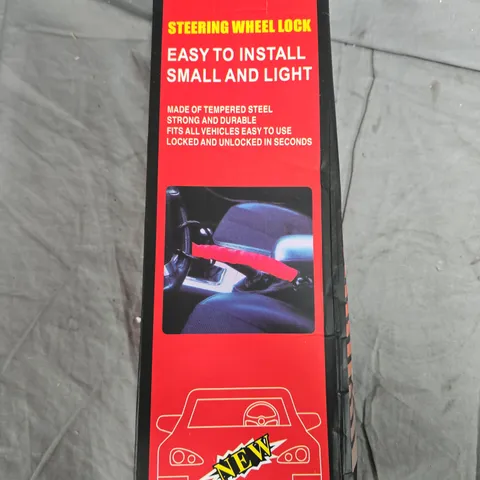 STEERING WHEEL LOCK
EASY TO INSTALL
SMALL AND LIGHT
MADE OF TEMPERED STEEL
STRONG AND DURABLE
FITS ALL VEHICLES EASY TO USE
LOCKED AND UNLOCKED IN SECONDS
NEW